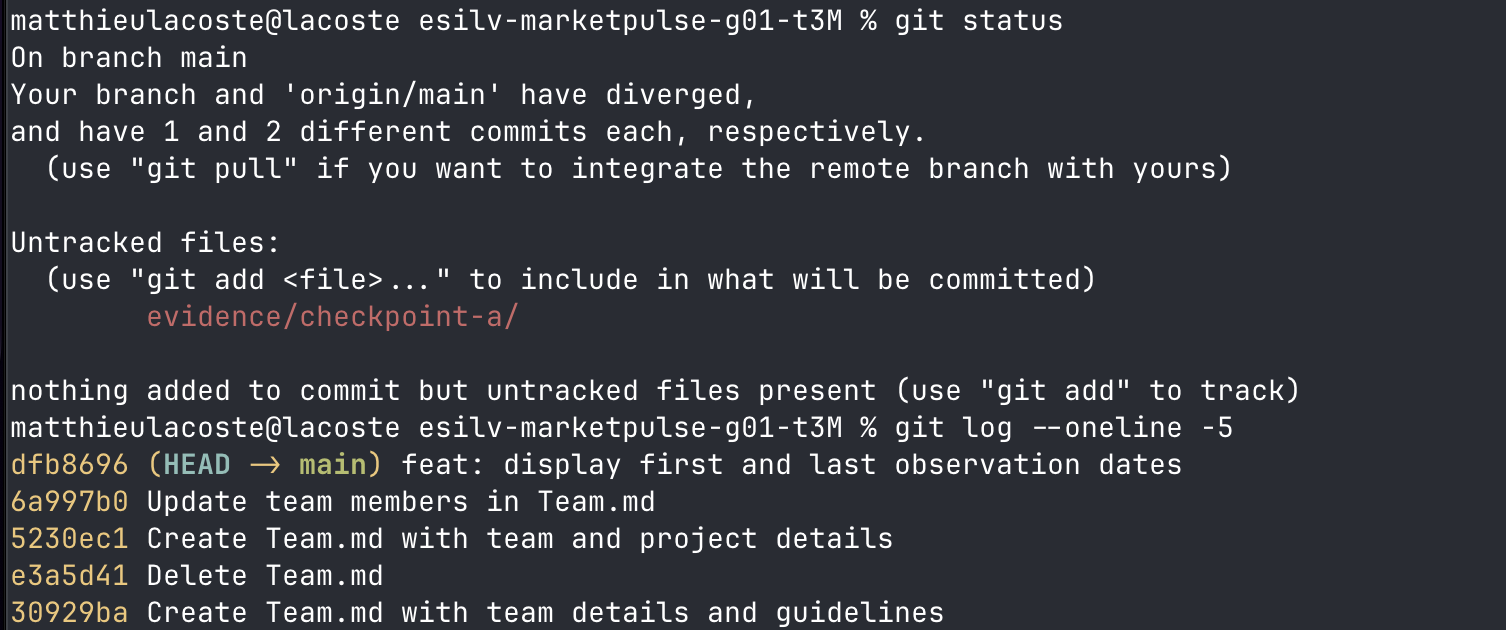 matthieulacoste@lacoste esilv-marketpulse-g01-t3M % git status
On branch main
Your branch and 'origin/main' have diverged,
and have 1 and 2 different commits each, respectively.
  (use "git pull" if you want to integrate the remote branch with yours)

Untracked files:
  (use "git add <file>..." to include in what will be committed)
        evidence/checkpoint-a/

nothing added to commit but untracked files present (use "git add" to track)
matthieulacoste@lacoste esilv-marketpulse-g01-t3M % git log --oneline -5
dfb8696 (HEAD -> main) feat: display first and last observation dates
6a997b0 Update team members in Team.md
5230ec1 Create Team.md with team and project details
e3a5d41 Delete Team.md
30929ba Create Team.md with team details and guidelines